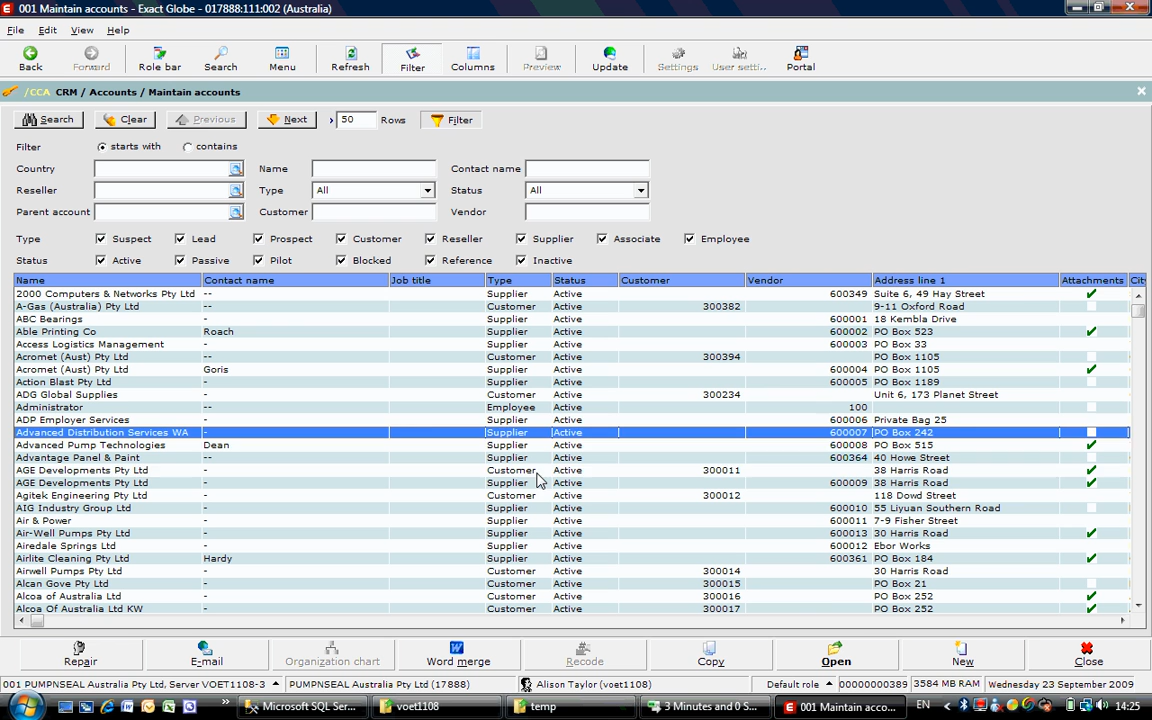 001 Maintain accounts - Exact Globe - 017888:111:002 (Australia)
File Edit View Help
Back Forward Role bar Search Menu Refresh Filter Columns Preview Update Settings User setti.. Portal
/CCA CRM / Accounts / Maintain accounts
Search Clear Previous Next 50 Rows Filter
Filter starts with contains
Country Name Contact name
Reseller Type All Status All
Parent account Customer Vendor
Type Suspect Lead Prospect Customer Reseller Supplier Associate Employee
Status Active Passive Pilot Blocked Reference Inactive
Name Contact name Job title Type Status Customer Vendor Address line 1 Attachments City
2000 Computers & Networks Pty Ltd -- Supplier Active 600349 Suite 6, 49 Hay Street
A-Gas (Australia) Pty Ltd -- Customer Active 300382 9-11 Oxford Road
ABC Bearings - Supplier Active 600001 18 Kembla Drive
Able Printing Co Roach Supplier Active 600002 PO Box 523
Access Logistics Management - Supplier Active 600003 PO Box 33
Acromet (Aust) Pty Ltd -- Customer Active 300394 PO Box 1105
Acromet (Aust) Pty Ltd Goris Supplier Active 600004 PO Box 1105
Action Blast Pty Ltd - Supplier Active 600005 PO Box 1189
ADG Global Supplies - Customer Active 300234 Unit 6, 173 Planet Street
Administrator -- Employee Active 100
ADP Employer Services - Supplier Active 600006 Private Bag 25
Advanced Distribution Services WA - Supplier Active 600007 PO Box 242
Advanced Pump Technologies Dean Supplier Active 600008 PO Box 515
Advantage Panel & Paint - Supplier Active 600364 40 Howe Street
AGE Developments Pty Ltd - Customer Active 300011 38 Harris Road
AGE Developments Pty Ltd - Supplier Active 600009 38 Harris Road
Agitek Engineering Pty Ltd - Customer Active 300012 118 Dowd Street
AIG Industry Group Ltd - Supplier Active 600010 55 Liyuan Southern Road
Air & Power - Supplier Active 600011 7-9 Fisher Street
Air-Well Pumps Pty Ltd - Supplier Active 600013 30 Harris Road
Airedale Springs Ltd - Supplier Active 600012 Ebor Works
Airlite Cleaning Pty Ltd Hardy Supplier Active 600361 PO Box 184
Airwell Pumps Pty Ltd - Customer Active 300014 30 Harris Road
Alcan Gove Pty Ltd - Customer Active 300015 PO Box 21
Alcoa of Australia Ltd - Customer Active 300016 PO Box 252
Alcoa Of Australia Ltd KW - Customer Active 300017 PO Box 252
Repair E-mail Organization chart Word merge Recode Copy Open New Close
001 PUMPNSEAL Australia Pty Ltd, Server VOET1108-3 PUMPNSEAL Australia Pty Ltd (17888) Alison Taylor (voet1108) Default role 00000000389 3584 MB RAM Wednesday 23 September 2009
Microsoft SQL Ser... voet1108 temp 3 Minutes and 0 S... 001 Maintain accou... EN 14:25